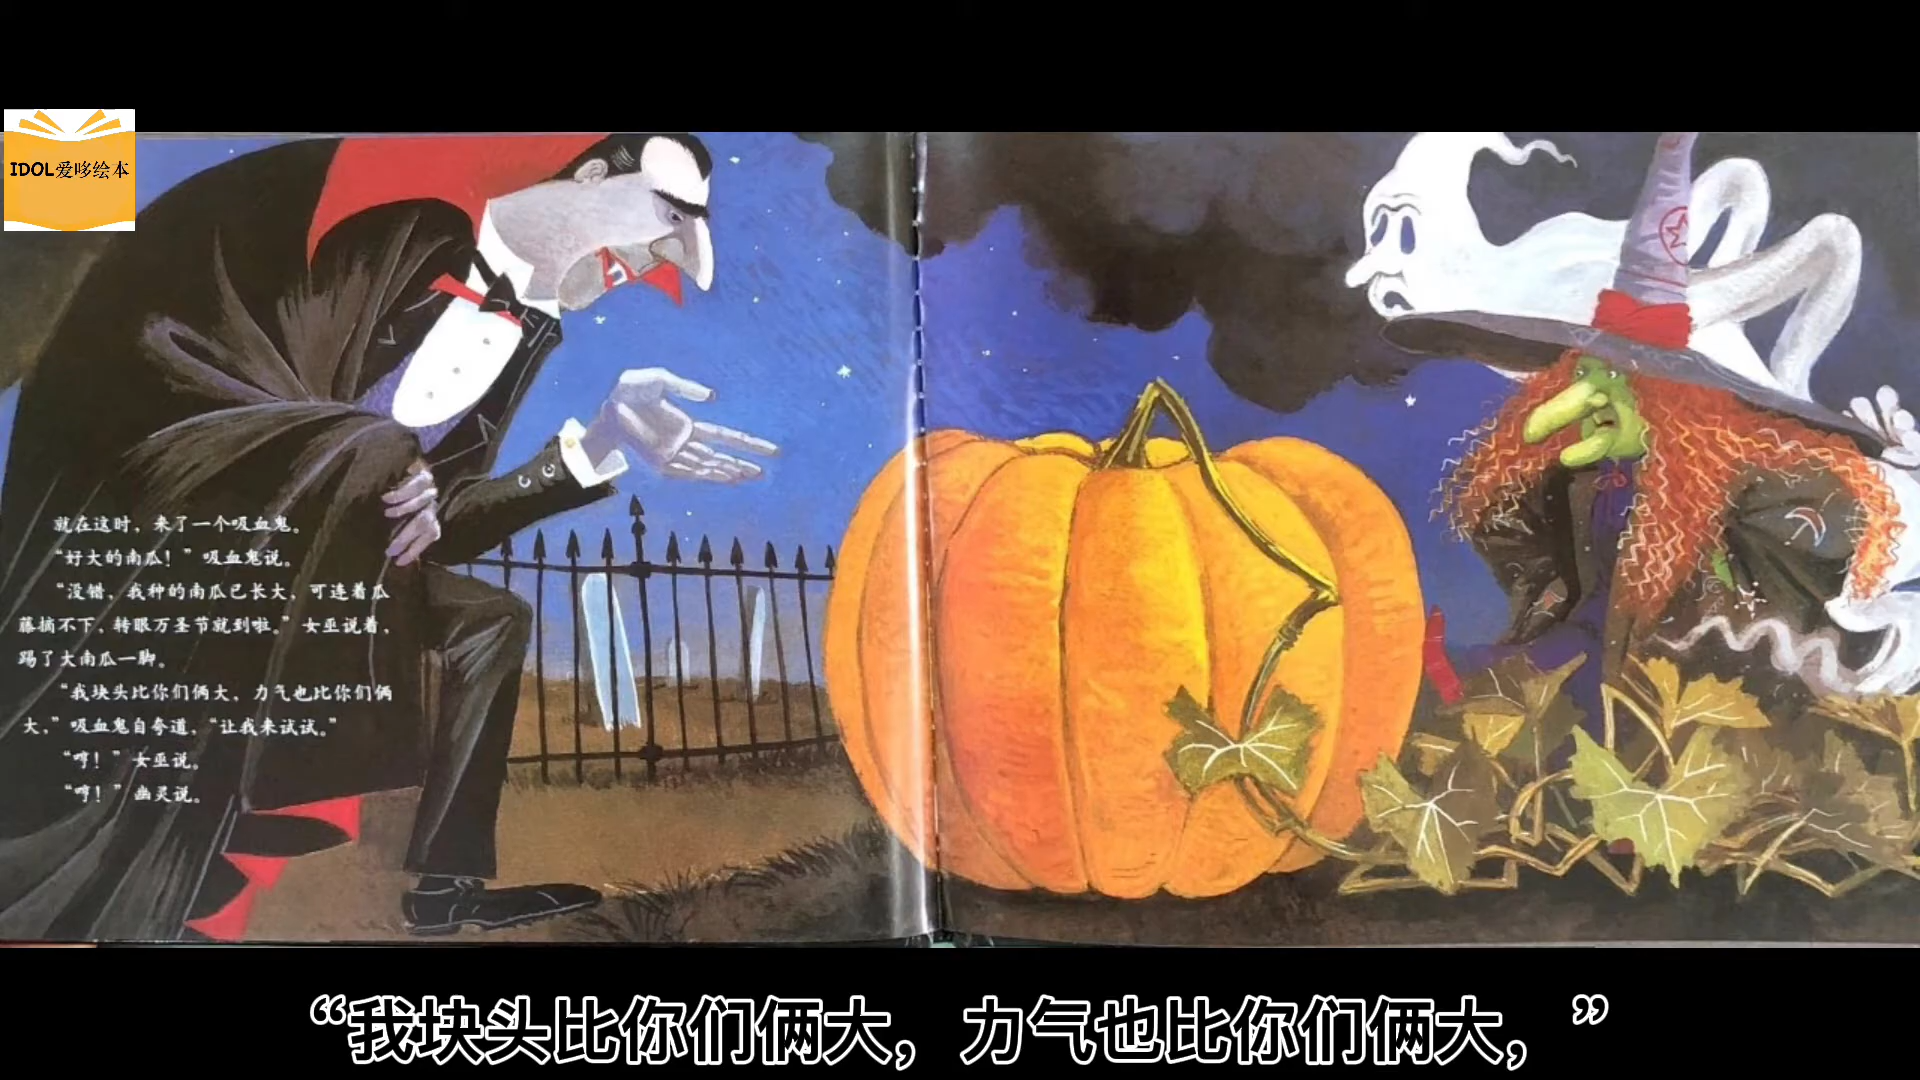 IDOL爱哆绘本
就在这时，来了一个吸血鬼。
“好大的南瓜！”吸血鬼说。
“没错，我种的南瓜已长大，可连着瓜
藤摘不下，转眼万圣节就到啦。”女巫说着，
踢了大南瓜一脚。
“我块头比你们俩大，力气也比你们俩
大，”吸血鬼自夸道，“让我来试试。”
“哼！”女巫说。
“哼！”幽灵说。
“我块头比你们俩大，力气也比你们俩大，”